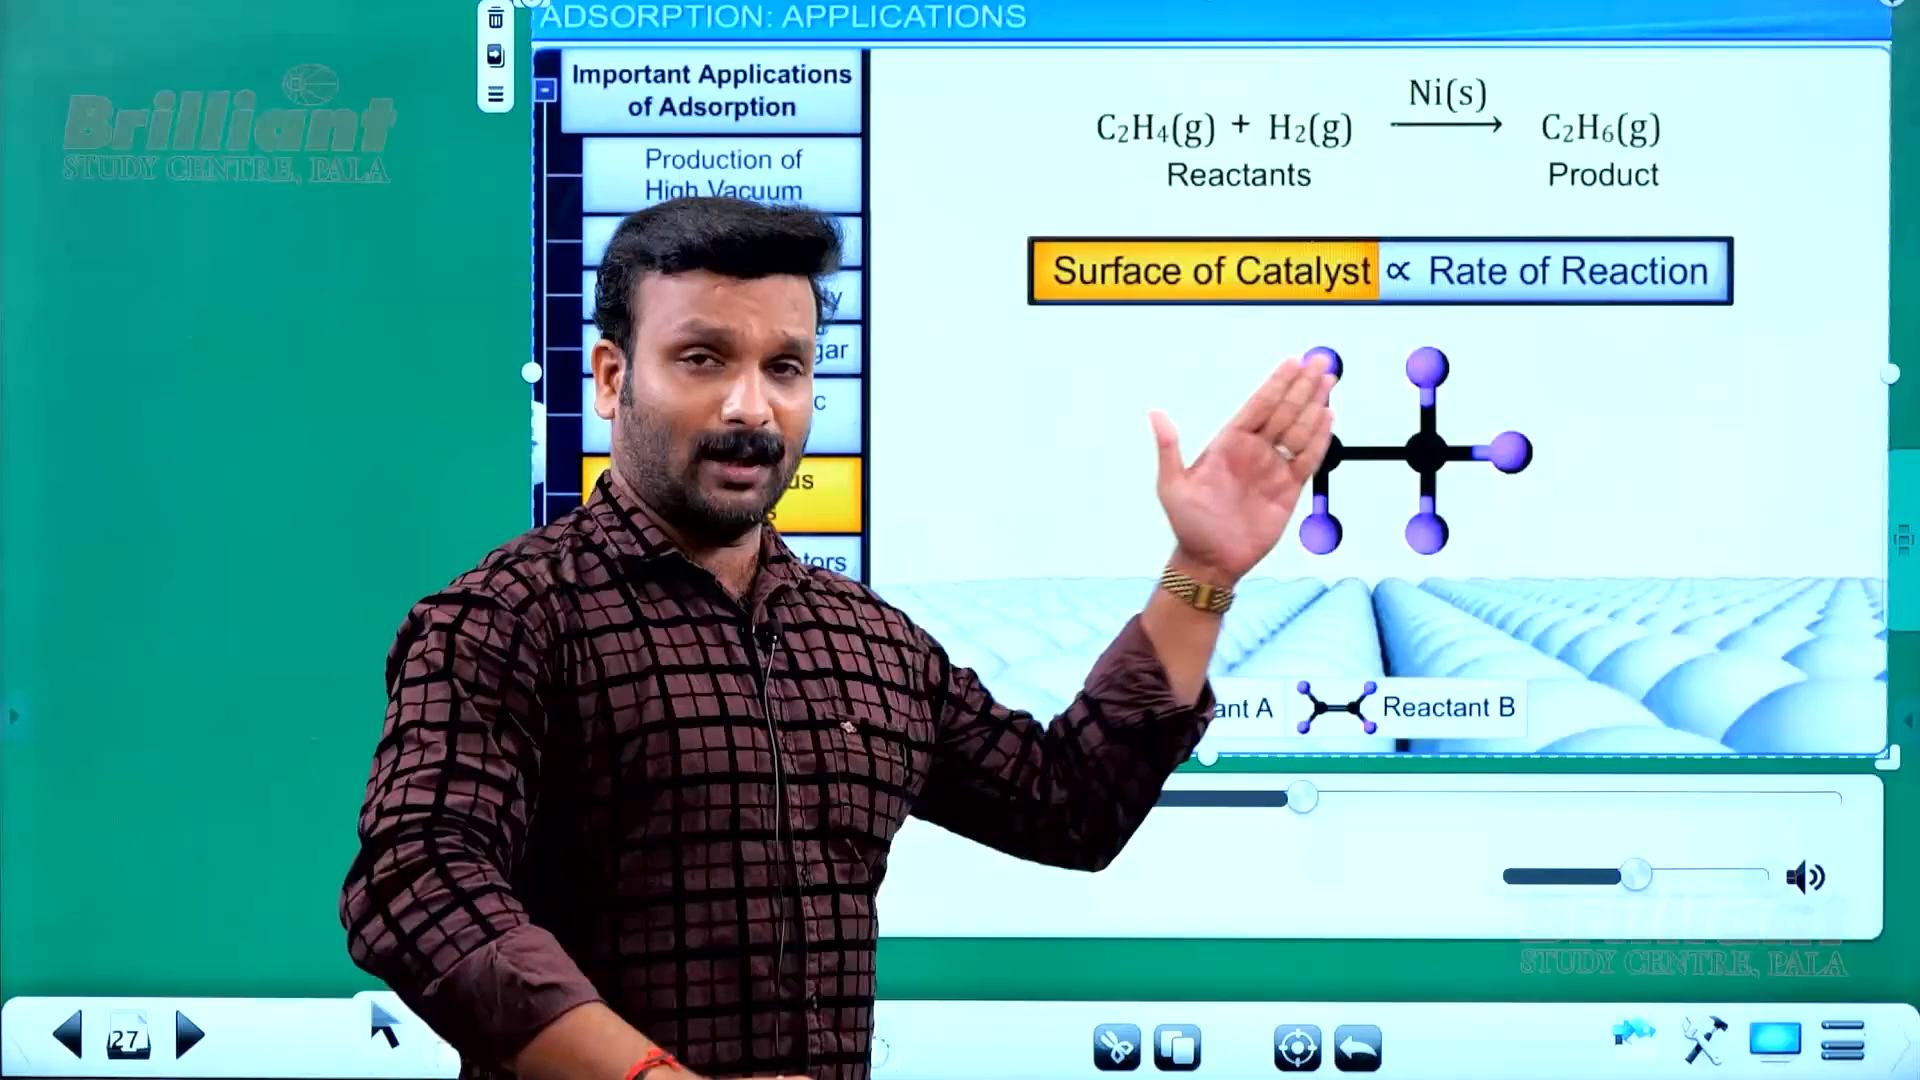 ADSORPTION: APPLICATIONS
Brilliant
STUDY CENTRE, PALA
Important Applications
of Adsorption
Production of
High Vacuum
C₂H₄(g) + H₂(g)
Ni(s)
C₂H₆(g)
Reactants
Product
Surface of Catalyst ∝ Rate of Reaction
Reactant B
STUDY CENTRE, PALA
27